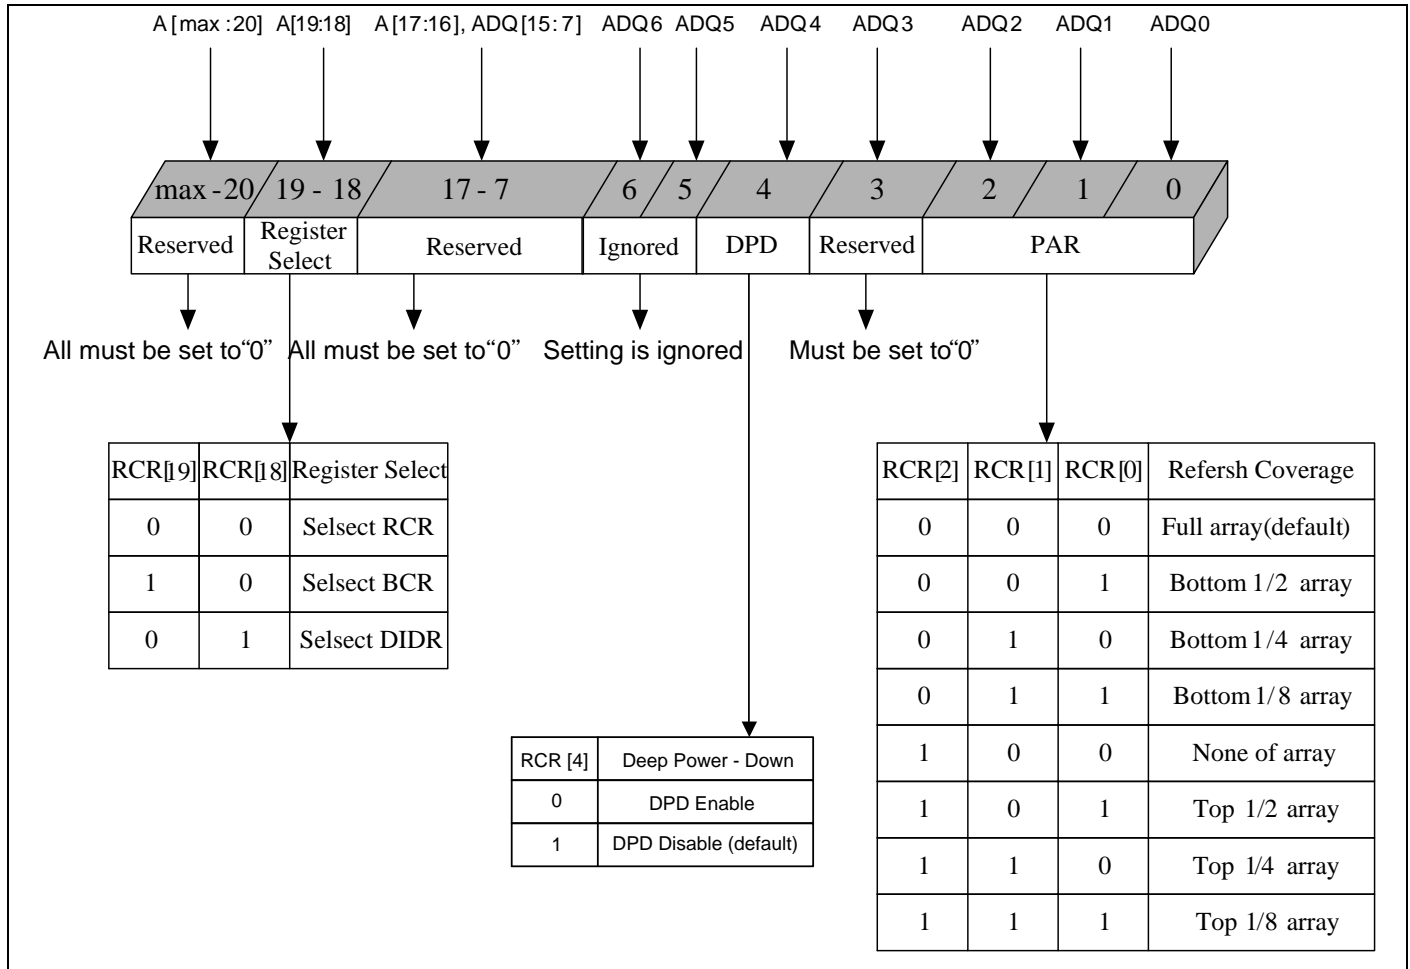 A[max:20] A[19:18] A[17:16], ADQ[15:7] ADQ6 ADQ5 ADQ4 ADQ3 ADQ2 ADQ1 ADQ0
max-20 19 - 18 17 - 7 6 5 4 3 2 1 0
Reserved Register Select Reserved Ignored DPD Reserved PAR
All must be set to“0” All must be set to“0” Setting is ignored Must be set to“0”
RCR[19] RCR[18] Register Select
0 0 Selsect RCR
1 0 Selsect BCR
0 1 Selsect DIDR
RCR [4] Deep Power - Down
0 DPD Enable
1 DPD Disable (default)
RCR[2] RCR[1] RCR[0] Refersh Coverage
0 0 0 Full array(default)
0 0 1 Bottom 1/2 array
0 1 0 Bottom 1/4 array
0 1 1 Bottom 1/8 array
1 0 0 None of array
1 0 1 Top 1/2 array
1 1 0 Top 1/4 array
1 1 1 Top 1/8 array